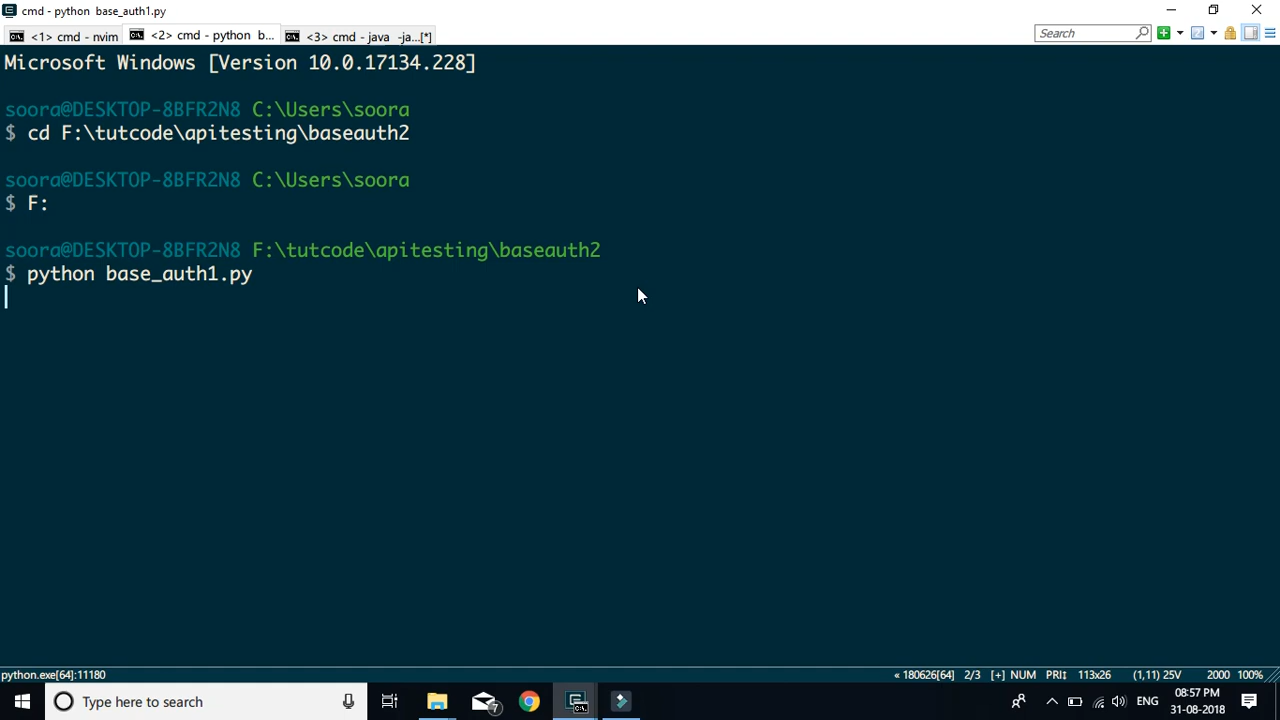 cmd - python  base_auth1.py
<1> cmd - nvim
<2> cmd - python b...
<3> cmd - java  -ja...[*]
Search
Microsoft Windows [Version 10.0.17134.228]
soora@DESKTOP-8BFR2N8 C:\Users\soora
$ cd F:\tutcode\apitesting\baseauth2
soora@DESKTOP-8BFR2N8 C:\Users\soora
$ F:
soora@DESKTOP-8BFR2N8 F:\tutcode\apitesting\baseauth2
$ python base_auth1.py
python.exe[64]:11180
« 180626[64] 2/3 [+] NUM PRI‡ 113x26 (1,11) 25V 2000 100%
Type here to search
7
ENG
08:57 PM
31-08-2018